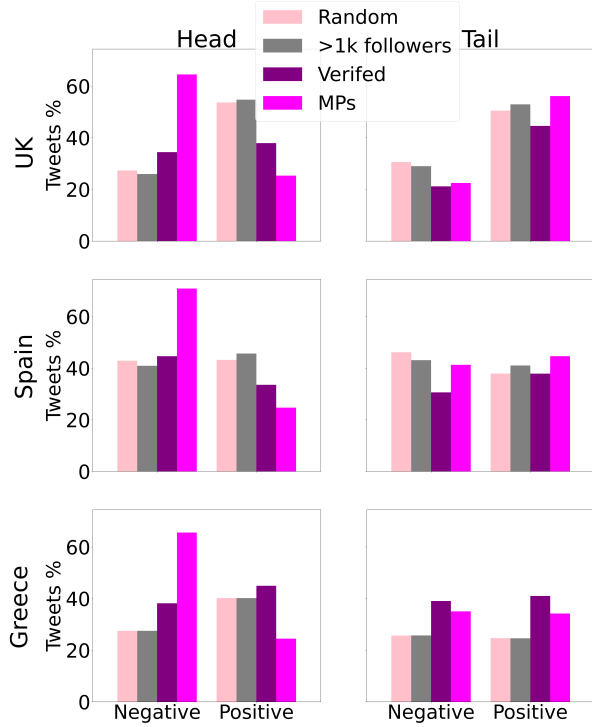 Head
Tail
Random
>1k followers
Verifed
MPs
UK
Tweets %
60
40
20
0
Spain
Tweets %
60
40
20
0
Greece
Tweets %
60
40
20
0
Negative Positive
Negative Positive